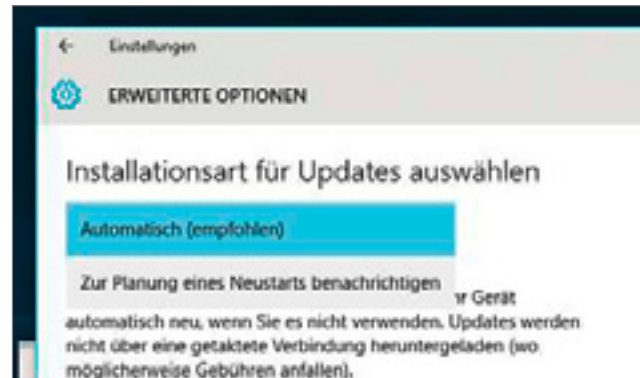 Einstellungen
ERWEITERTE OPTIONEN
Installationsart für Updates auswählen
Automatisch (empfohlen)
Zur Planung eines Neustarts benachrichtigen
hr Gerät
automatisch neu, wenn Sie es nicht verwenden. Updates werden
nicht über eine getaktete Verbindung heruntergeladen (wo
möglicherweise Gebühren anfallen).